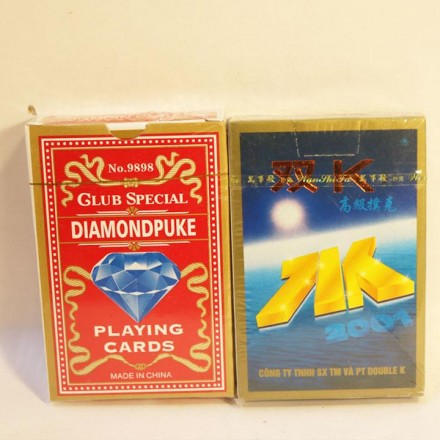 No.9898
GLUB SPECIAL
DIAMONDPUKE
PLAYING
CARDS
MADE IN CHINA
双K
高級撲克
K
2001
CÔNG TY TNHH SX TM VÀ PT DOUBLE K